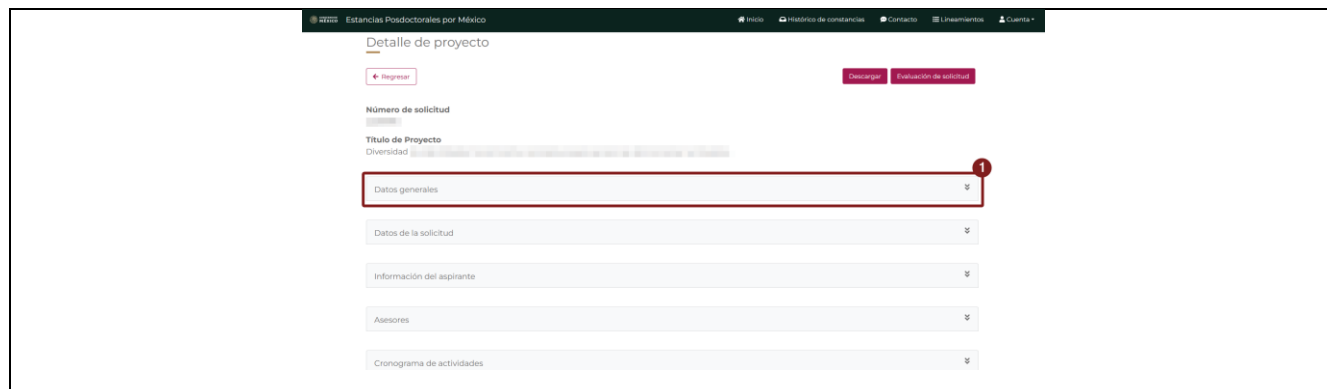 MÉXICO Estancias Posdoctorales por México Inicio Histórico de constancias Contacto Lineamientos Cuenta
Detalle de proyecto
Regresar Descargar Evaluación de solicitud
Número de solicitud
Título de Proyecto
Diversidad
1
Datos generales
Datos de la solicitud
Información del aspirante
Asesores
Cronograma de actividades